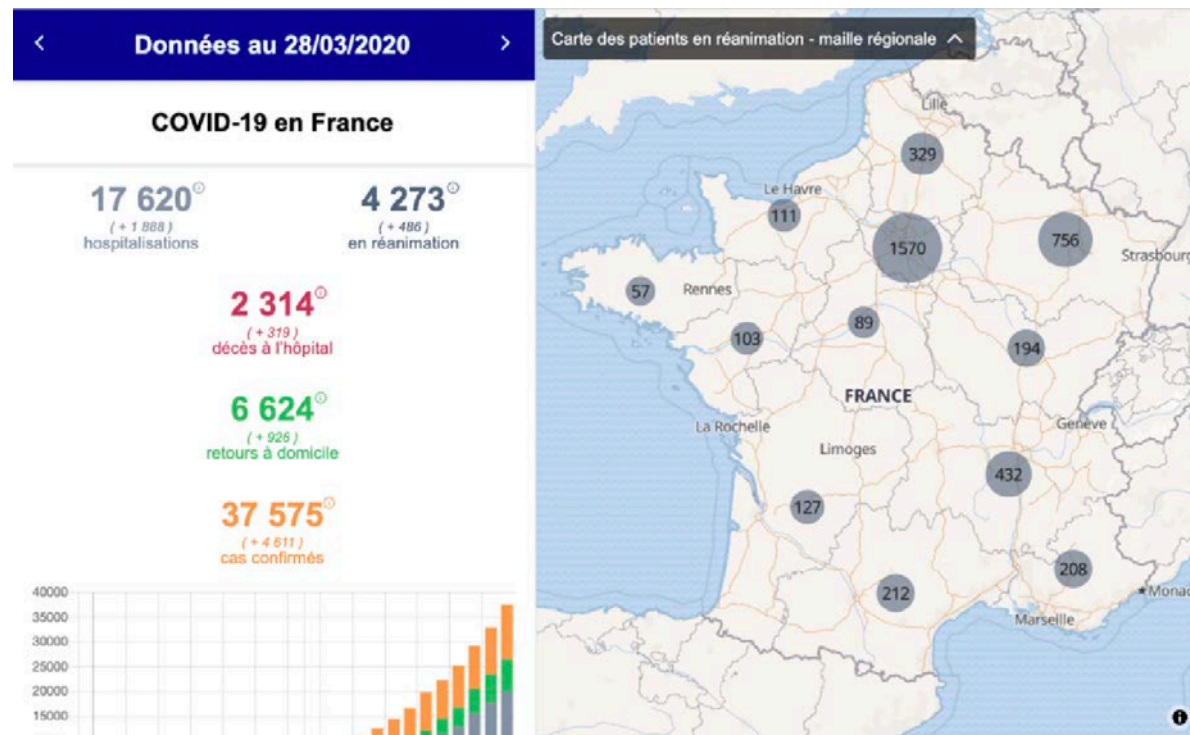 Données au 28/03/2020
COVID-19 en France
17 620
( + 1 888 )
hospitalisations
4 273
( + 486 )
en réanimation
2 314
( + 319 )
décès à l'hôpital
6 624
( + 926 )
retours à domicile
37 575
( + 4 611 )
cas confirmés
40000
35000
30000
25000
20000
15000
Carte des patients en réanimation - maille régionale
Lille
329
Le Havre
111
1570
756
Strasbourg
57
Rennes
103
89
194
FRANCE
La Rochelle
Limoges
Genève
432
127
208
212
Monac
Marseille